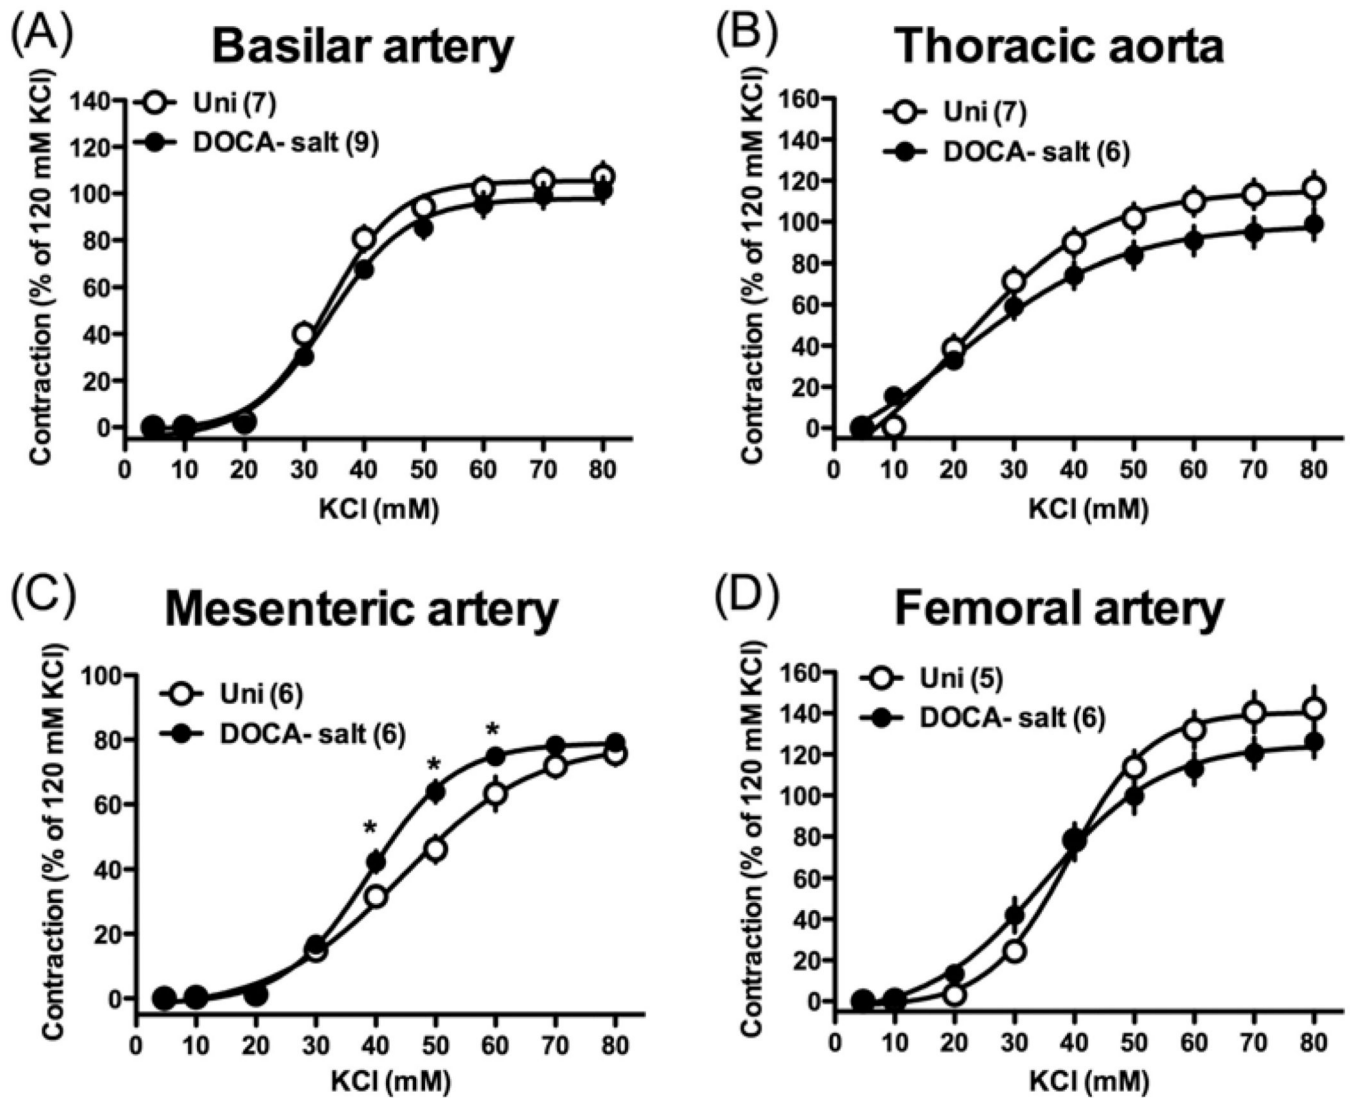 (A)
Basilar artery
Contraction (% of 120 mM KCl)
140
120
100
80
60
40
20
0
Uni (7)
DOCA- salt (9)
0 10 20 30 40 50 60 70 80
KCl (mM)
(B)
Thoracic aorta
Contraction (% of 120 mM KCl)
160
140
120
100
80
60
40
20
0
Uni (7)
DOCA- salt (6)
0 10 20 30 40 50 60 70 80
KCl (mM)
(C)
Mesenteric artery
Contraction (% of 120 mM KCl)
100
80
60
40
20
0
Uni (6)
DOCA- salt (6)
* * *
0 10 20 30 40 50 60 70 80
KCl (mM)
(D)
Femoral artery
Contraction (% of 120 mM KCl)
160
140
120
100
80
60
40
20
0
Uni (5)
DOCA- salt (6)
0 10 20 30 40 50 60 70 80
KCl (mM)